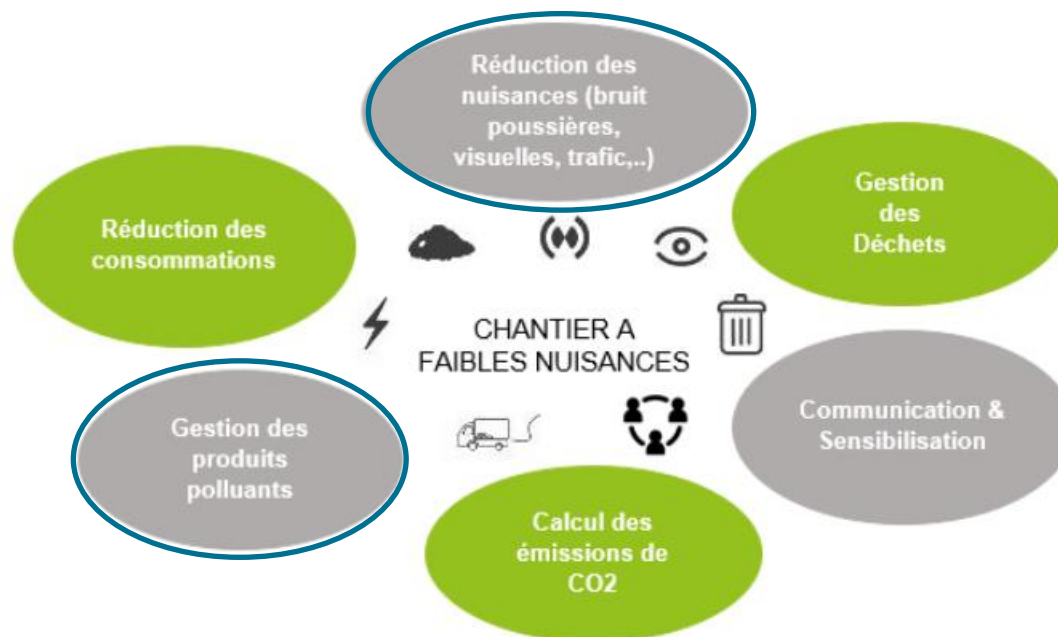 Réduction des
nuisances (bruit
poussières,
visuelles, trafic,..)
Gestion
des
Déchets
Réduction des
consommations
CHANTIER A
FAIBLES NUISANCES
Communication &
Sensibilisation
Gestion des
produits
polluants
Calcul des
émissions de
CO2